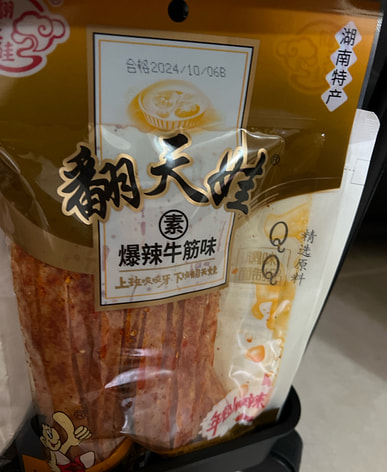 合格2024/10/06B
湖南特产
翻天娃®
素
爆辣牛筋味
QQ
精选原料